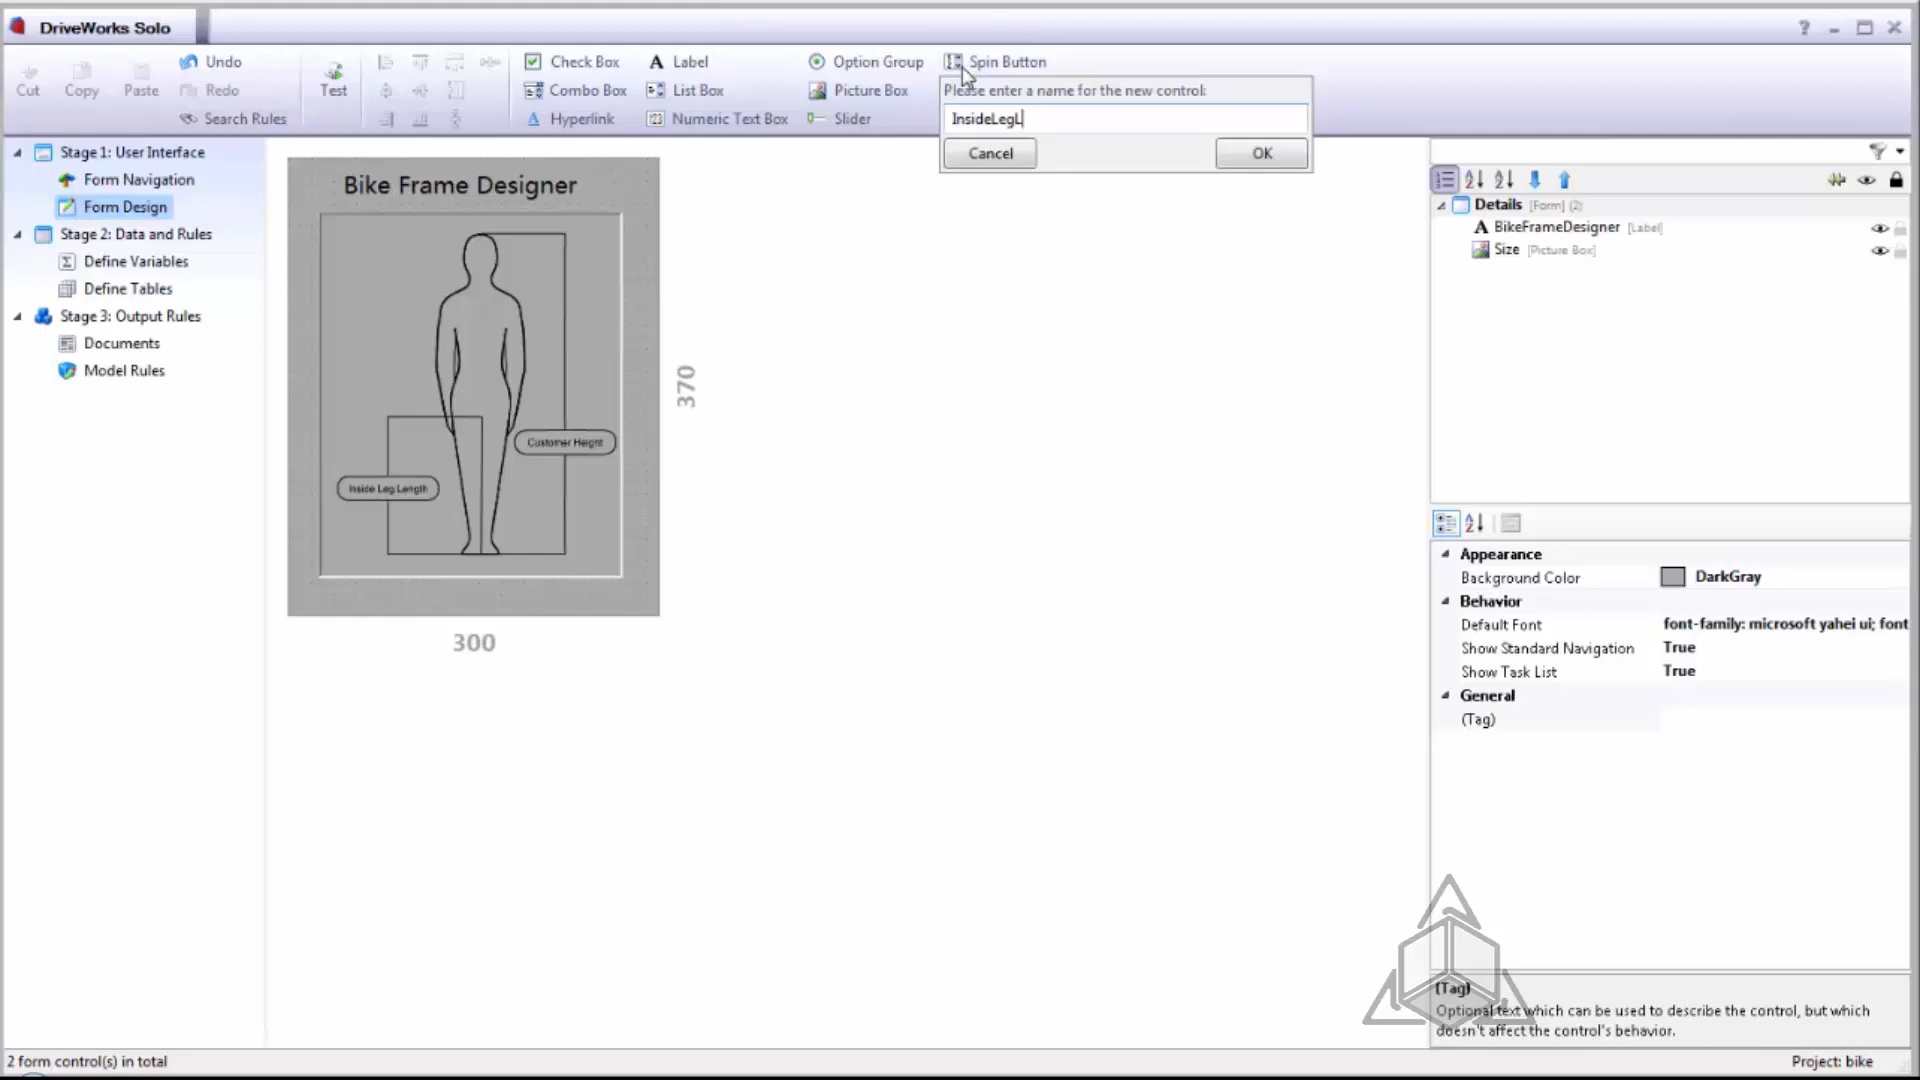 DriveWorks Solo
Cut
Copy
Paste
Undo
Redo
Search Rules
Test
Check Box
Combo Box
Hyperlink
Label
List Box
Numeric Text Box
Option Group
Picture Box
Slider
Spin Button
Please enter a name for the new control:
InsideLegL
Cancel
OK
Stage 1: User Interface
Form Navigation
Form Design
Stage 2: Data and Rules
Define Variables
Define Tables
Stage 3: Output Rules
Documents
Model Rules
Bike Frame Designer
Customer Height
Inside Leg Length
370
300
Details [Form] (2)
BikeFrameDesigner [Label]
Size [Picture Box]
Appearance
Background Color DarkGray
Behavior
Default Font font-family: microsoft yahei ui; font
Show Standard Navigation True
Show Task List True
General
(Tag)
(Tag)
Optional text which can be used to describe the control, but which
doesn't affect the control's behavior.
2 form control(s) in total
Project: bike